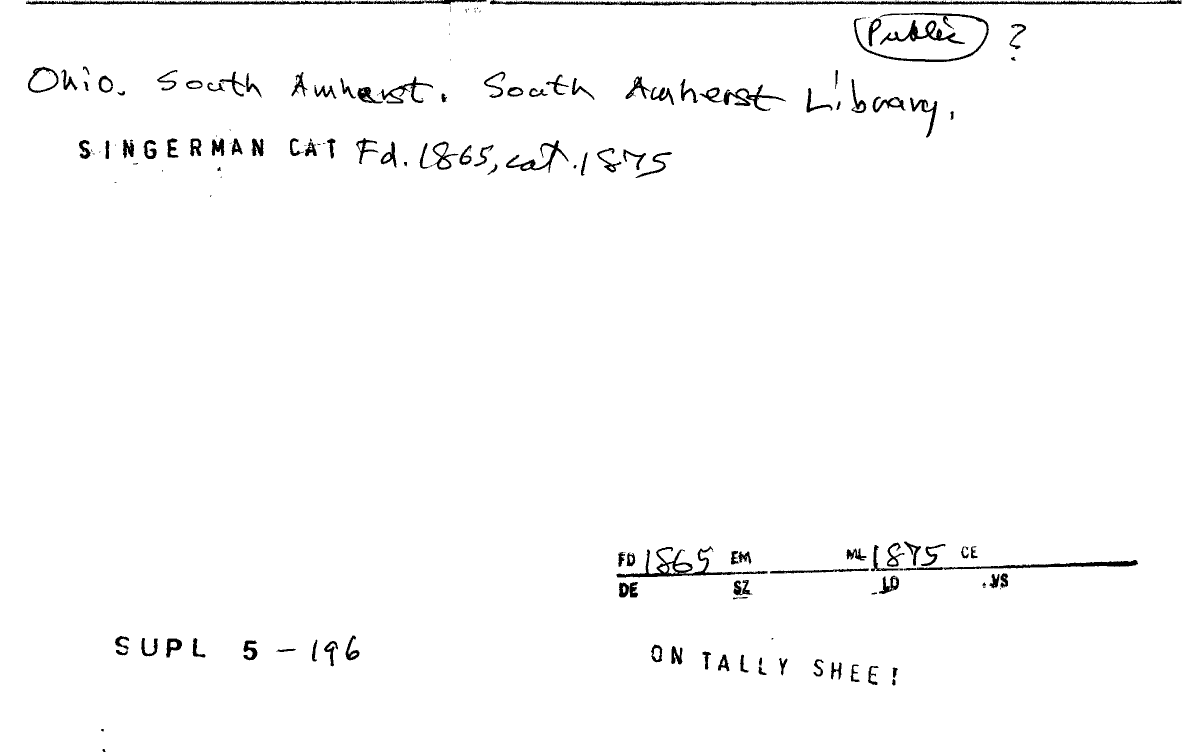 Public ?
Ohio. South Amherst. South Amherst Library.
SINGERMAN CAT Fd. 1865, cat. 1875
FD 1865 EM ML 1875 CE
DE SZ LD .VS
SUPL 5 - 196
ON TALLY SHEET